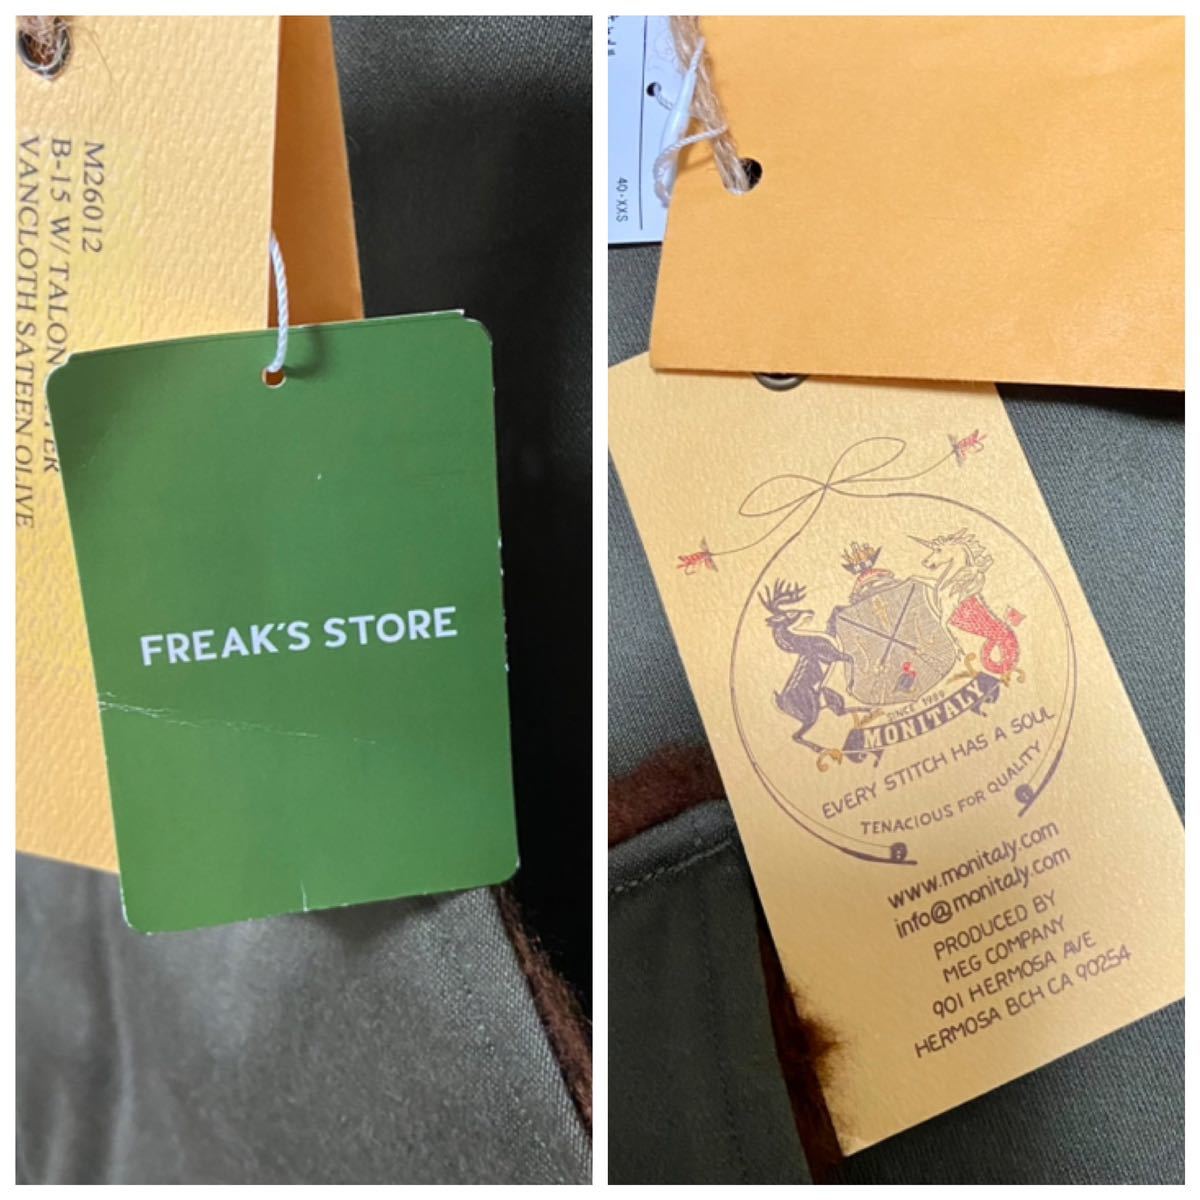 M26012
B-15 W/ TALON
VANCLOTH SATEEN OLIVE
FREAK'S STORE
40・XXS
SINCE
MONITALY
EVERY STITCH HAS A SOUL
TENACIOUS FOR QUALITY
www.monitaly.com
info@monitaly.com
PRODUCED BY
MEG COMPANY
901 HERMOSA AVE
HERMOSA BCH CA 90254